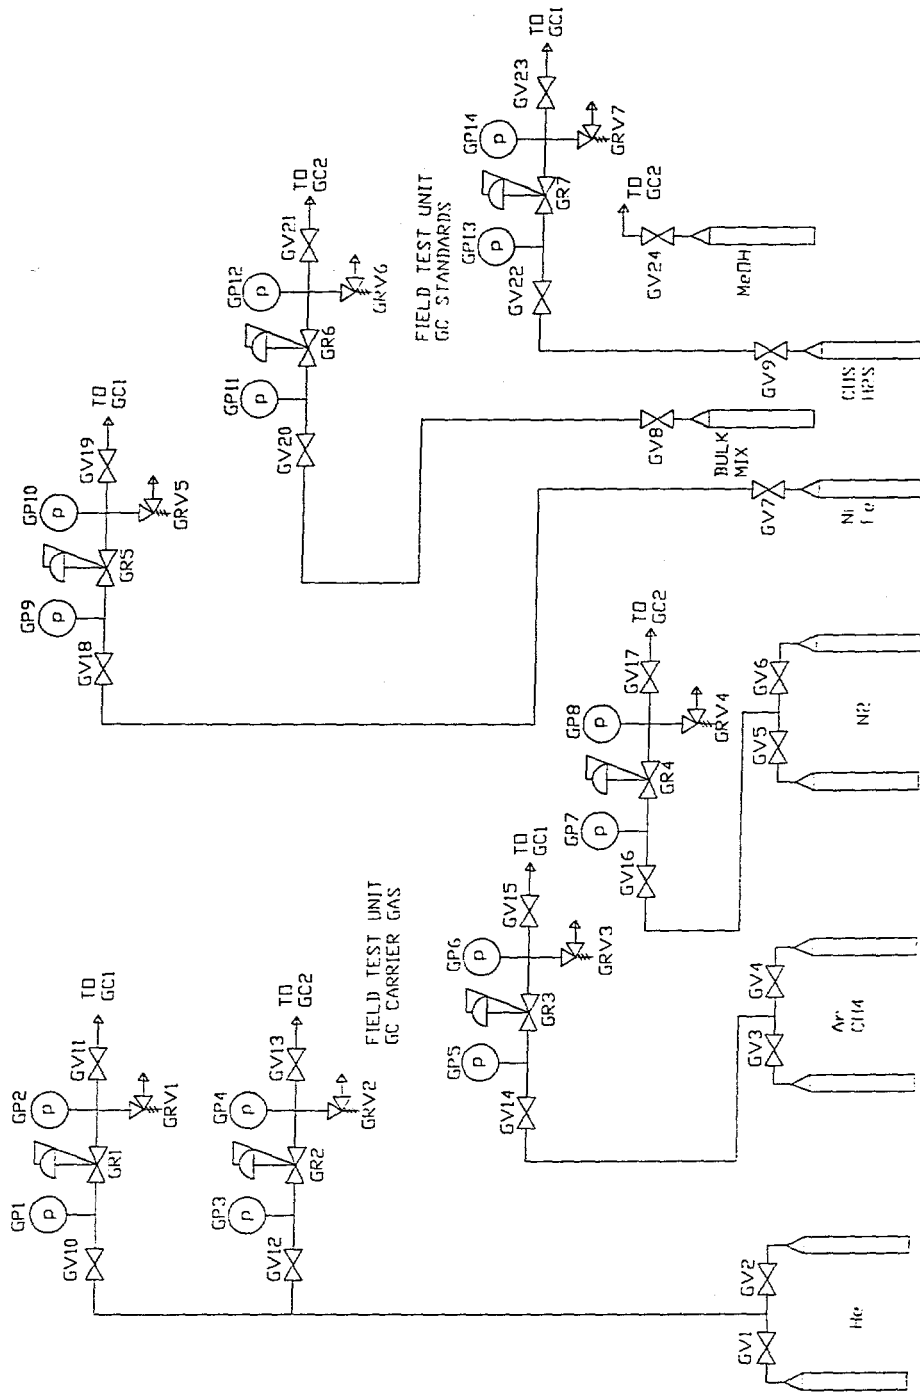 GP1
P
GP2
P
TO
GC1
GV10
GR1
GV11
GRV1
GP3
P
GP4
P
TO
GC2
GV12
GR2
GV13
GRV2
FIELD TEST UNIT
GC CARRIER GAS
GP5
P
GP6
P
TO
GC1
GV14
GR3
GV15
GRV3
GP7
P
GP8
P
TO
GC2
GV16
GR4
GV17
GRV4
GV1
GV2
He
GV3
GV4
Ar
CH4
GV5
GV6
N2
GP9
P
GP10
P
TO
GC1
GV18
GR5
GV19
GRV5
GP11
P
GP12
P
TO
GC2
GV20
GR6
GV21
GRV6
FIELD TEST UNIT
GC STANDARDS
GP13
P
GP14
P
TO
GC1
GV22
GR7
GV23
GRV7
TO
GC2
GV7
Ni
Fe
GV8
BULK
MIX
GV9
COS
H2S
GV24
MeOH